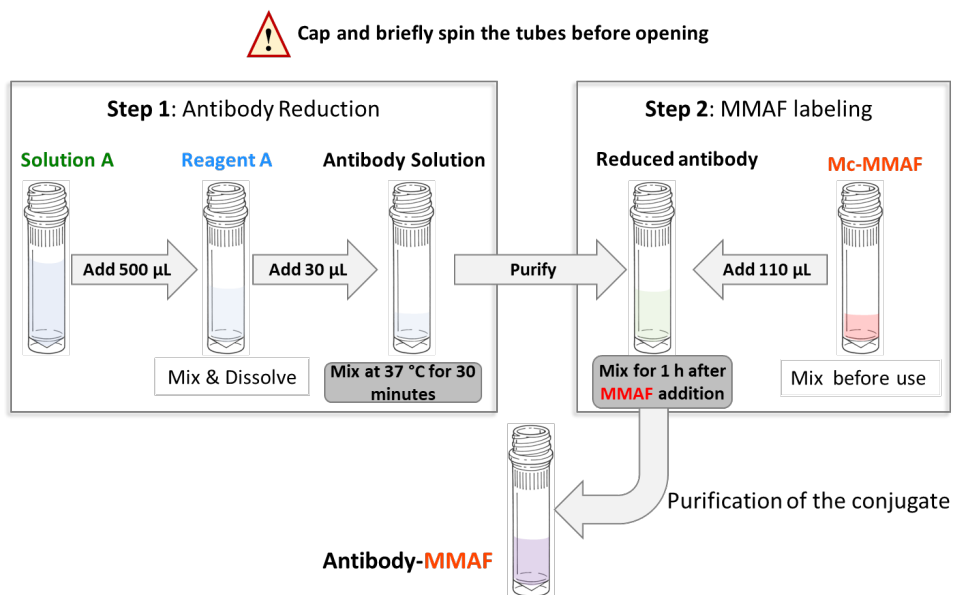 !
Cap and briefly spin the tubes before opening
Step 1: Antibody Reduction
Solution A
Reagent A
Antibody Solution
Add 500 µL
Add 30 µL
Mix & Dissolve
Mix at 37 °C for 30
minutes
Purify
Step 2: MMAF labeling
Reduced antibody
Mc-MMAF
Add 110 µL
Mix for 1 h after
MMAF addition
Mix before use
Purification of the conjugate
Antibody-MMAF